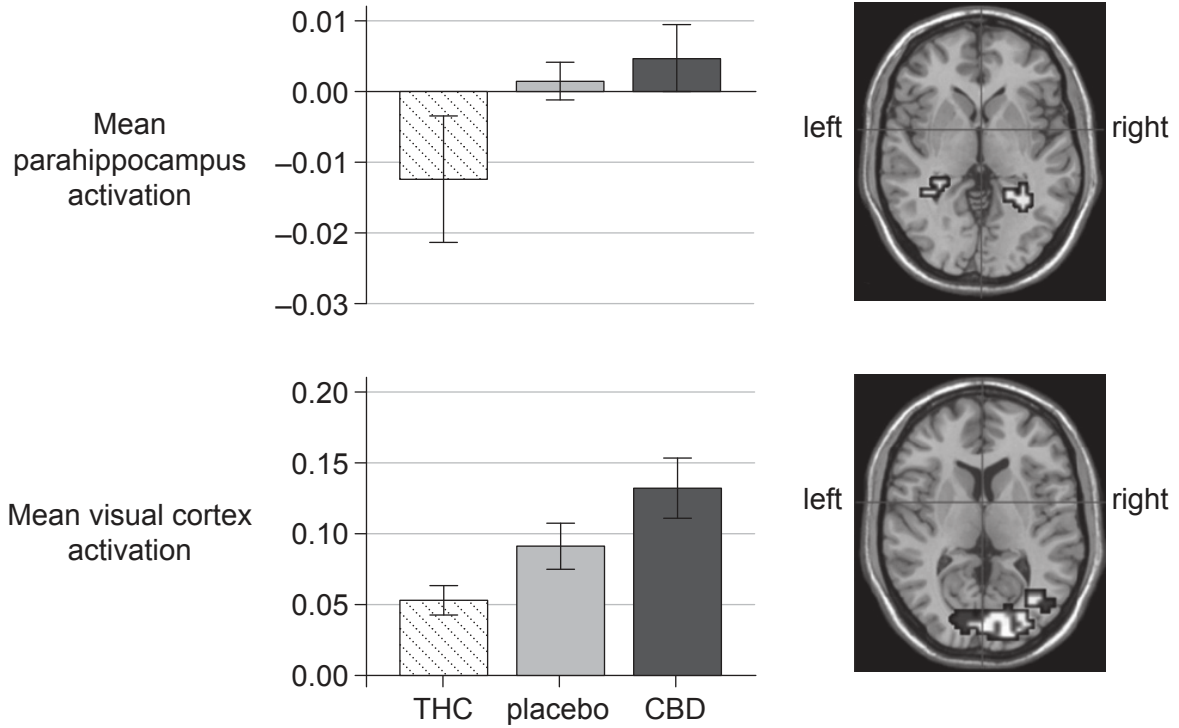 0.01
0.00
–0.01
–0.02
–0.03
Mean
parahippocampus
activation
left
right
0.20
0.15
0.10
0.05
0.00
Mean visual cortex
activation
THC
placebo
CBD
left
right